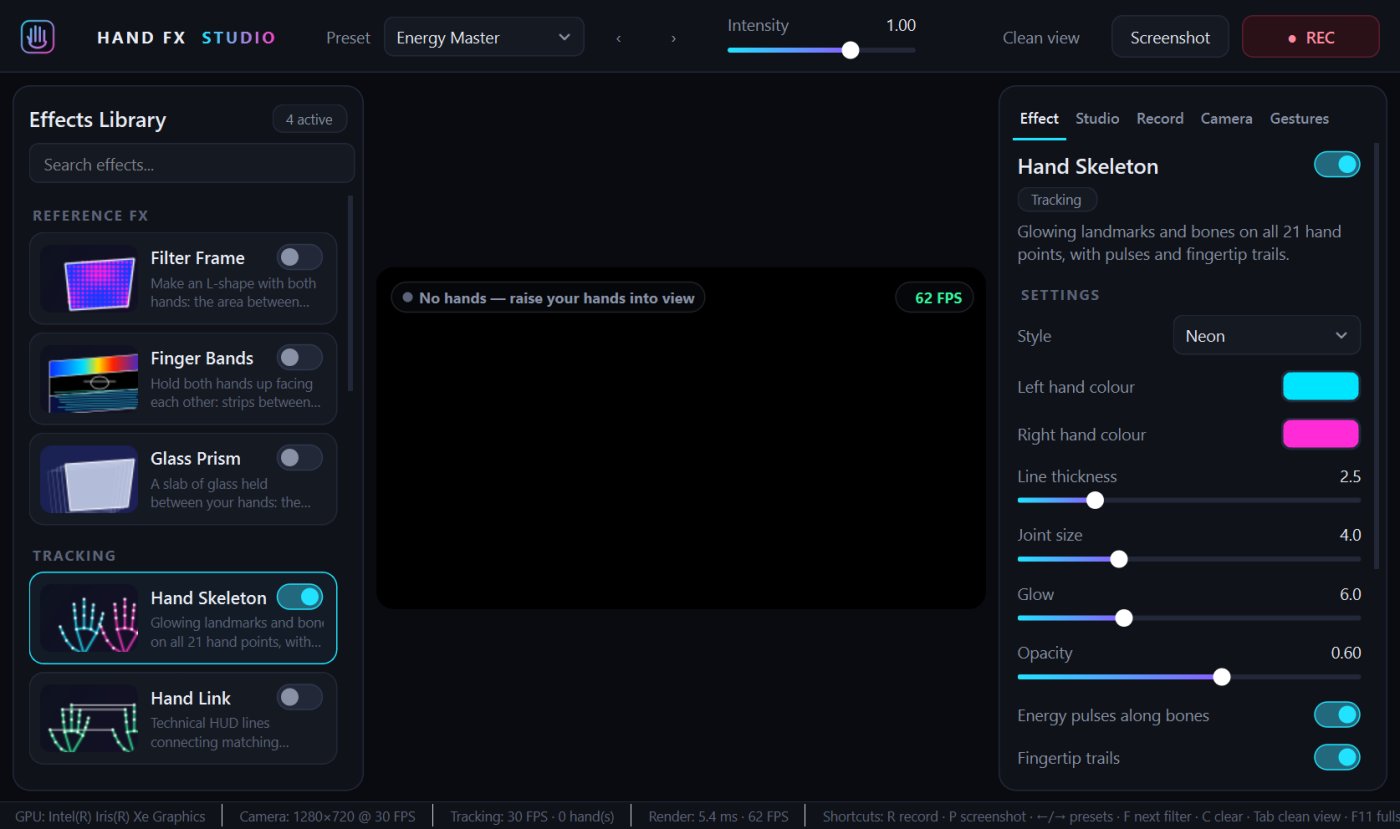 HAND FX STUDIO
Preset
Energy Master
‹
›
Intensity
1.00
Clean view
Screenshot
● REC
Effects Library
4 active
Search effects...
REFERENCE FX
Filter Frame
Make an L-shape with both
hands: the area between...
Finger Bands
Hold both hands up facing
each other: strips between...
Glass Prism
A slab of glass held
between your hands: the...
TRACKING
Hand Skeleton
Glowing landmarks and bone
on all 21 hand points, with...
Hand Link
Technical HUD lines
connecting matching...
No hands — raise your hands into view
62 FPS
Effect
Studio
Record
Camera
Gestures
Hand Skeleton
Tracking
Glowing landmarks and bones on all 21 hand
points, with pulses and fingertip trails.
SETTINGS
Style
Neon
Left hand colour
Right hand colour
Line thickness
2.5
Joint size
4.0
Glow
6.0
Opacity
0.60
Energy pulses along bones
Fingertip trails
GPU: Intel(R) Iris(R) Xe Graphics
Camera: 1280×720 @ 30 FPS
Tracking: 30 FPS · 0 hand(s)
Render: 5.4 ms · 62 FPS
Shortcuts: R record · P screenshot · ←/→ presets · F next filter · C clear · Tab clean view · F11 fulls